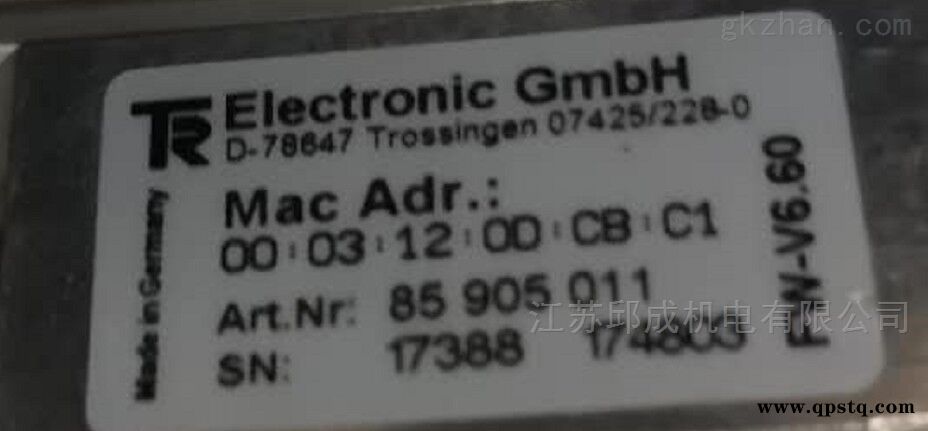 gkzhan.com
TR Electronic GmbH
D-78647 Trossingen 07425/228-0
Mac Adr.:
00:03:12:0D:CB:C1
Art.Nr: 85 905 011
SN: 17388 174803
Made in Germany
FW-V6.60
江苏邱成机电有限公司
www.qpstq.com